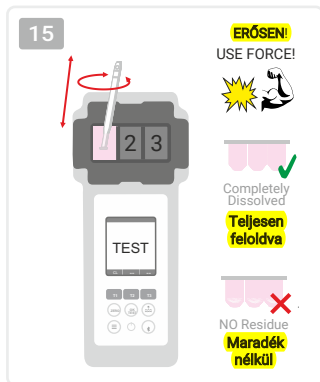 15
ERŐSEN!
USE FORCE!
2 3
TEST
Completely
Dissolved
Teljesen
feloldva
NO Residue
Maradék
nélkül